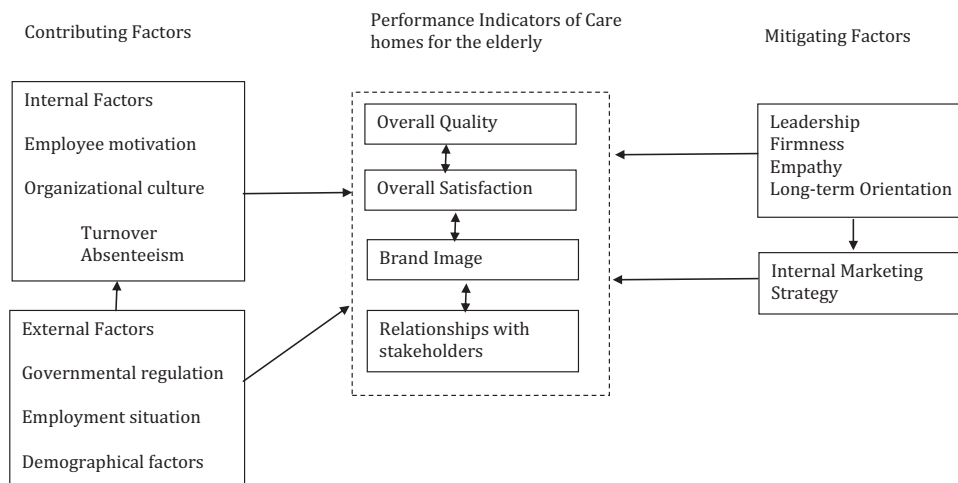 Contributing Factors
Performance Indicators of Care
homes for the elderly
Mitigating Factors
Internal Factors
Employee motivation
Organizational culture
Turnover
Absenteeism
External Factors
Governmental regulation
Employment situation
Demographical factors
Overall Quality
Overall Satisfaction
Brand Image
Relationships with
stakeholders
Leadership
Firmness
Empathy
Long-term Orientation
Internal Marketing
Strategy